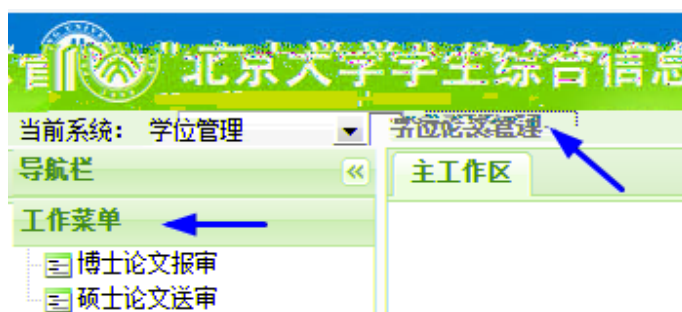 北京大学学生综合信息
当前系统： 学位管理 学位论文管理
导航栏 主工作区
工作菜单
博士论文报审
硕士论文送审